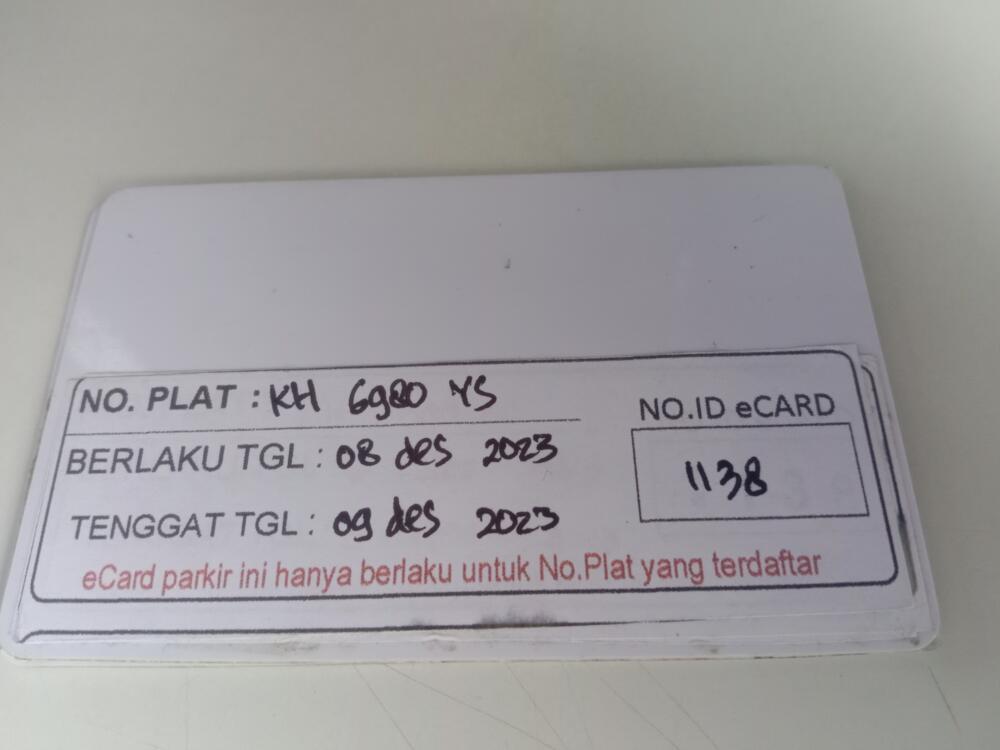 NO. PLAT : KH 6980 YS
NO.ID eCARD
BERLAKU TGL : 08 des 2023
1138
TENGGAT TGL : 09 des 2023
eCard parkir ini hanya berlaku untuk No.Plat yang terdaftar